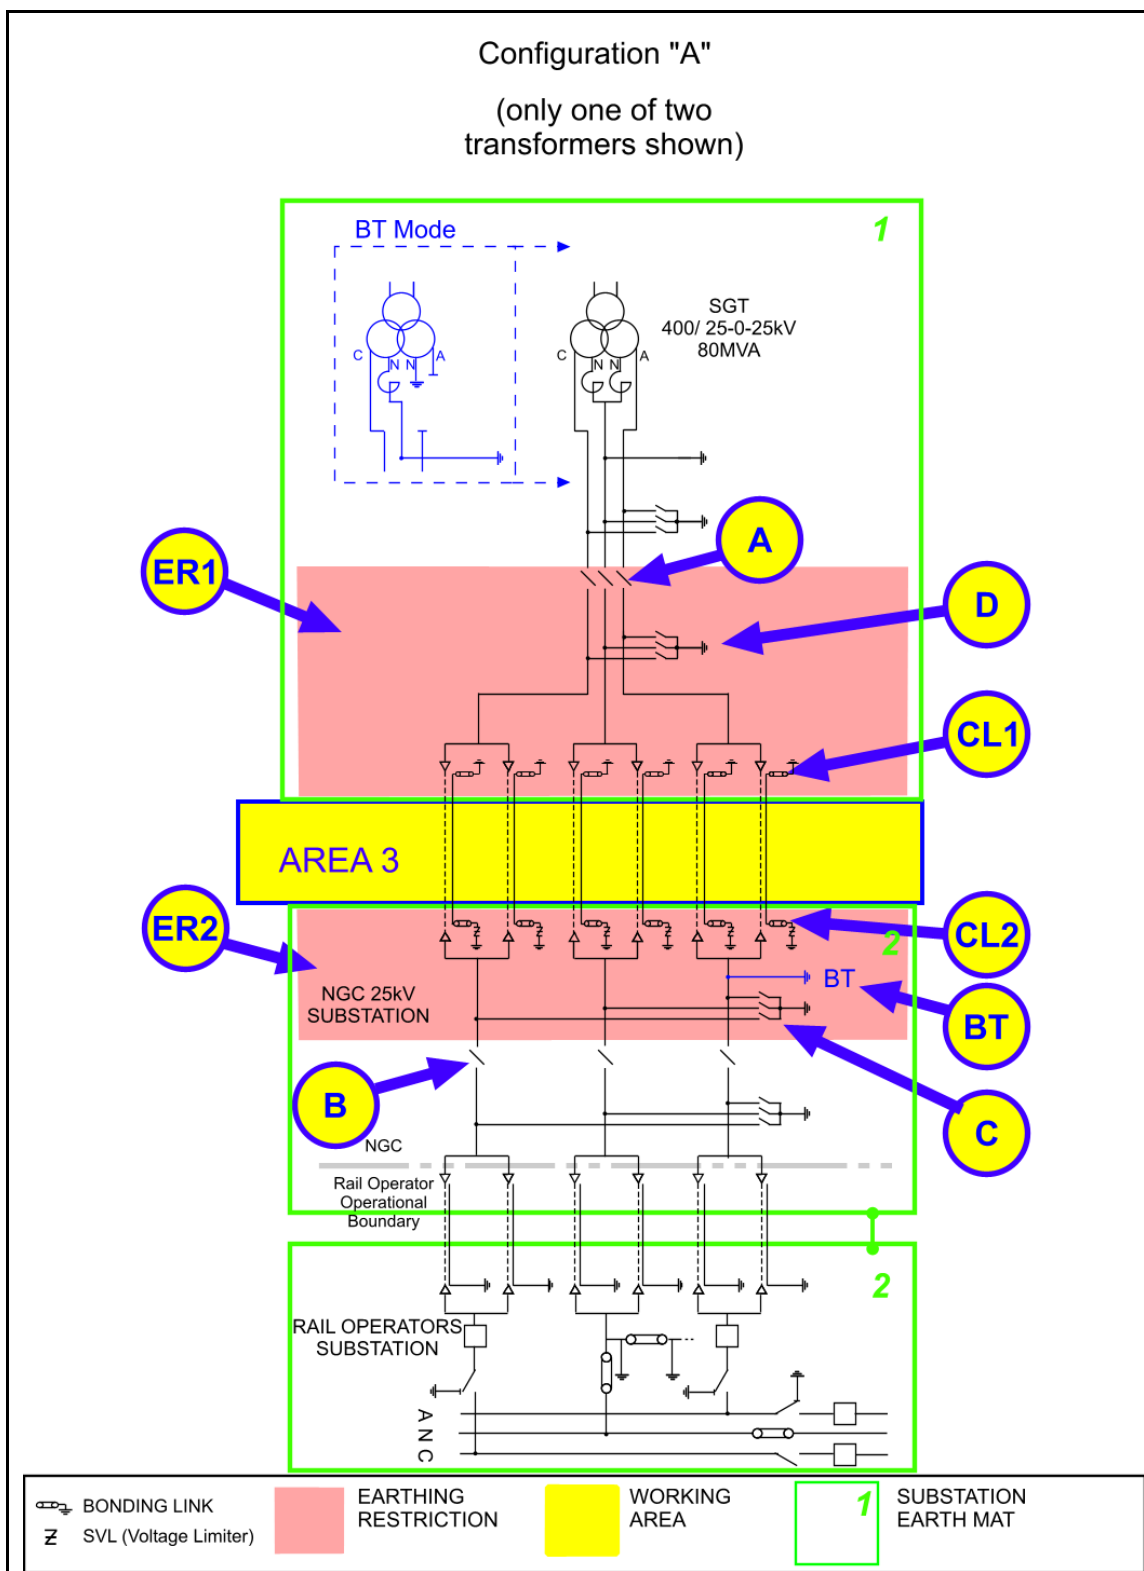 Configuration "A"
(only one of two
transformers shown)
1
BT Mode
SGT
400/ 25-0-25kV
80MVA
C
N
N
A
C
N
N
A
ER1
A
D
CL1
AREA 3
ER2
CL2
2
BT
NGC 25kV
SUBSTATION
BT
B
C
NGC
Rail Operator
Operational
Boundary
2
RAIL OPERATORS
SUBSTATION
A
N
C
BONDING LINK
SVL (Voltage Limiter)
EARTHING
RESTRICTION
WORKING
AREA
1
SUBSTATION
EARTH MAT